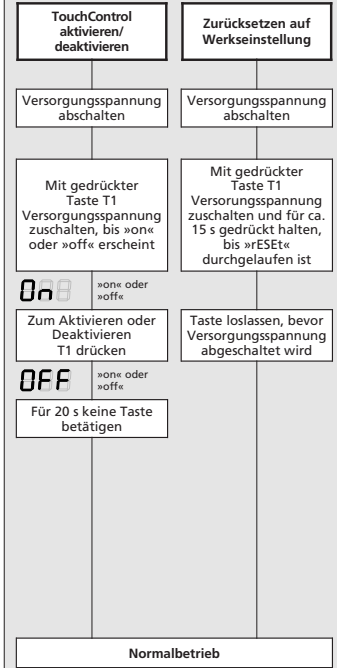 TouchControl
aktivieren/
deaktivieren
Versorgungsspannung
abschalten
Mit gedrückter
Taste T1
Versorgungsspannung
zuschalten, bis »on«
oder »off« erscheint
On
»on« oder
»off«
Zum Aktivieren oder
Deaktivieren
T1 drücken
OFF
»on« oder
»off«
Für 20 s keine Taste
betätigen
Zurücksetzen auf
Werkseinstellung
Versorgungsspannung
abschalten
Mit gedrückter
Taste T1
Versorunsspannung
zuschalten und für ca.
15 s gedrückt halten,
bis »rESEt«
durchgelaufen ist
Taste loslassen, bevor
Versorgungsspannung
abgeschaltet wird
Normalbetrieb